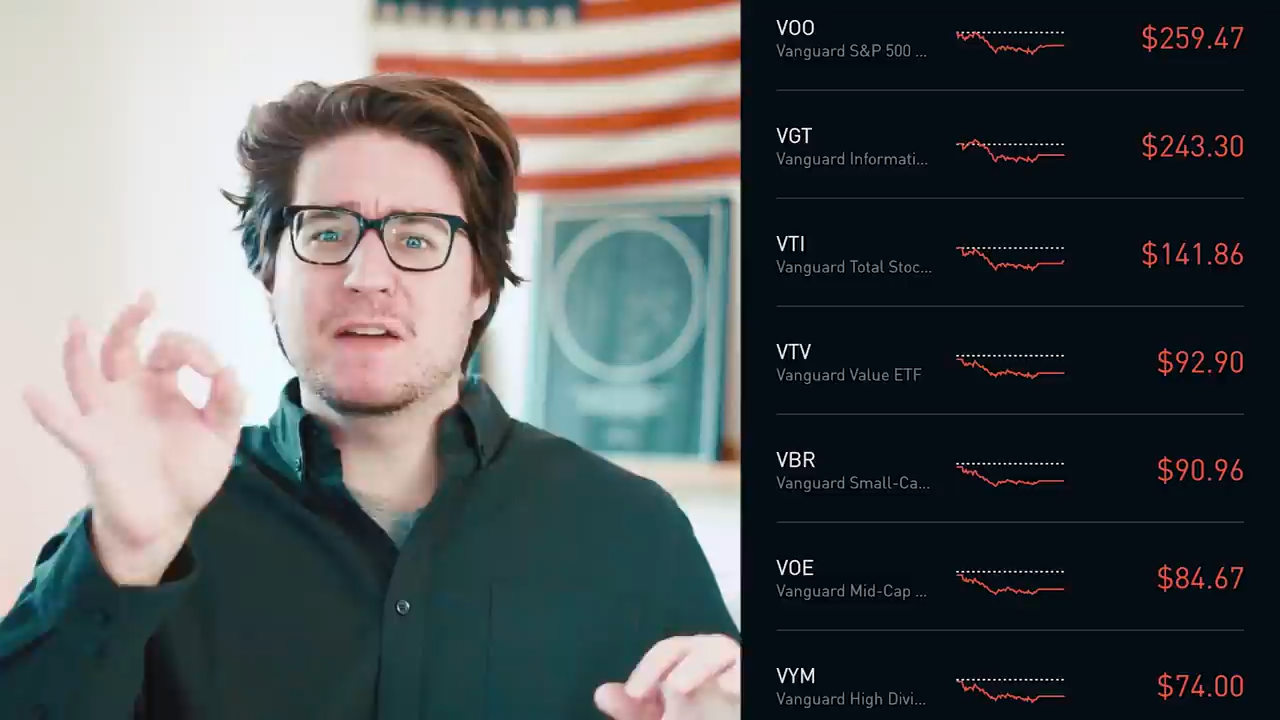 VOO
Vanguard S&P 500 ...
$259.47
VGT
Vanguard Informati...
$243.30
VTI
Vanguard Total Stoc...
$141.86
VTV
Vanguard Value ETF
$92.90
VBR
Vanguard Small-Ca...
$90.96
VOE
Vanguard Mid-Cap ...
$84.67
VYM
Vanguard High Divi...
$74.00